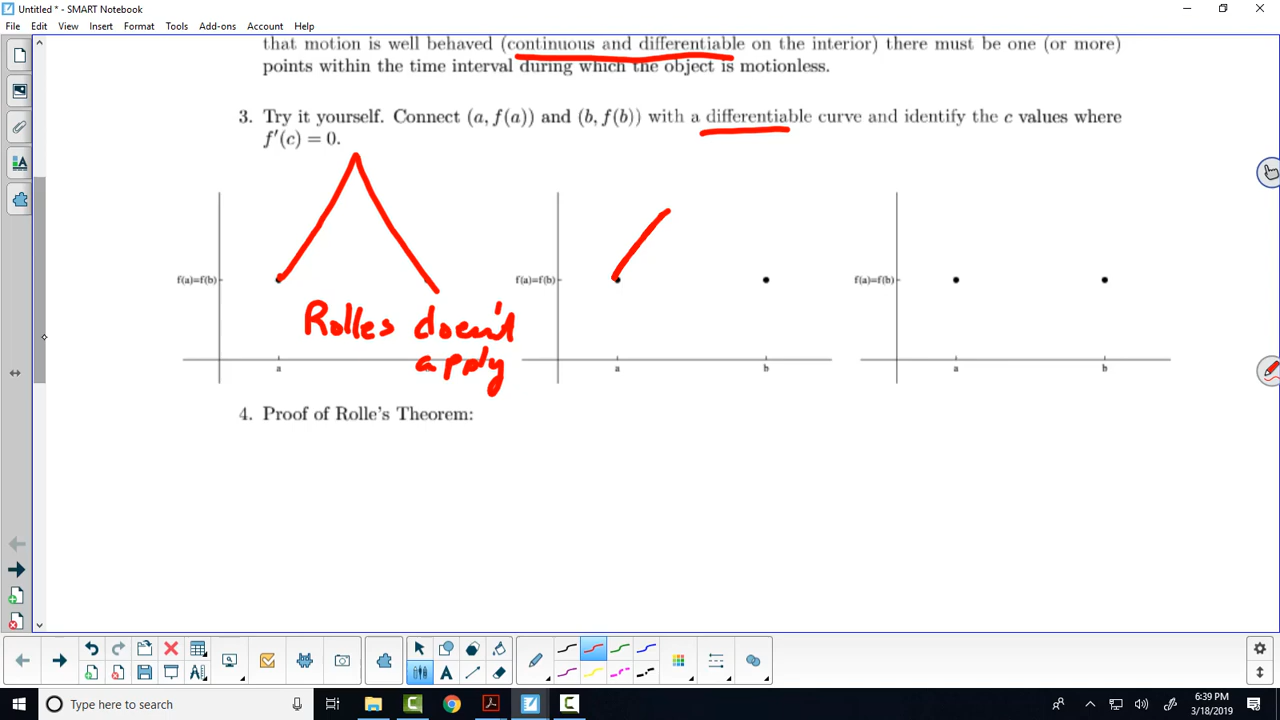 Untitled * - SMART Notebook
File Edit View Insert Format Tools Add-ons Account Help
that motion is well behaved (continuous and differentiable on the interior) there must be one (or more)
points within the time interval during which the object is motionless.
3. Try it yourself. Connect (a, f(a)) and (b, f(b)) with a differentiable curve and identify the c values where
f′(c) = 0.
f(a)=f(b) f(a)=f(b) f(a)=f(b)
Rolles doesn't
apply
a a b a b
4. Proof of Rolle's Theorem:
Type here to search
6:39 PM
3/18/2019